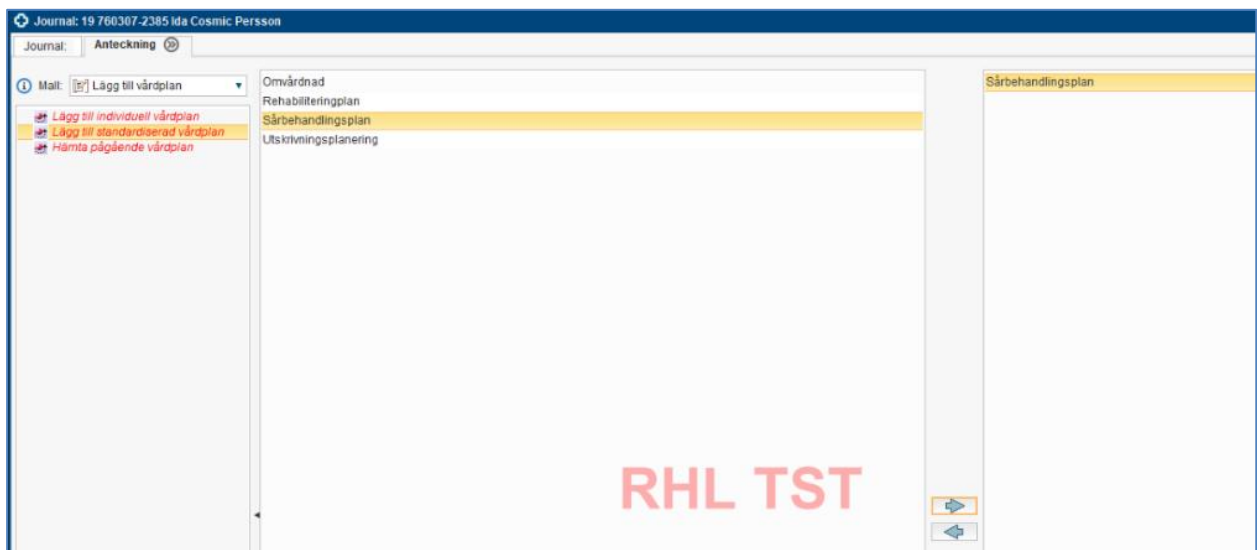 Journal: 19 760307-2385 Ida Cosmic Persson
Journal: Anteckning
Mall: Lägg till vårdplan
Lägg till individuell vårdplan
Lägg till standardiserad vårdplan
Hämta pågående vårdplan
Omvårdnad
Rehabiliteringplan
Sårbehandlingsplan
Utskrivningsplanering
Sårbehandlingsplan
RHL TST